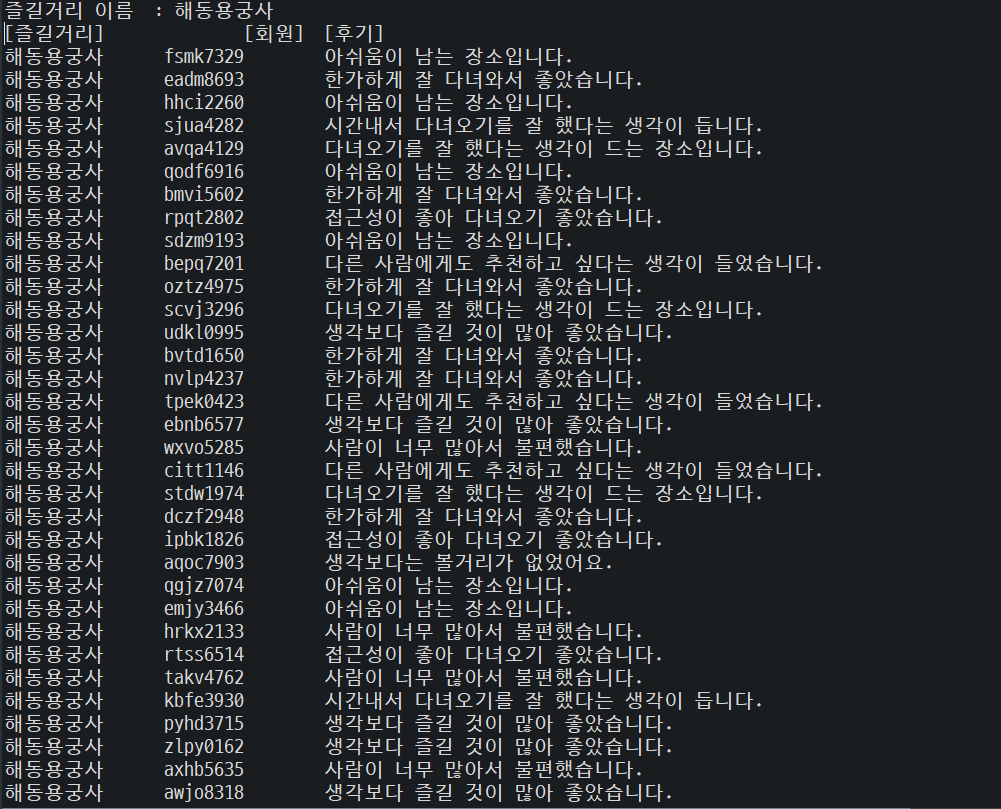 즐길거리 이름 : 해동용궁사
[즐길거리] [회원] [후기]
해동용궁사 fsmk7329 아쉬움이 남는 장소입니다.
해동용궁사 eadm8693 한가하게 잘 다녀와서 좋았습니다.
해동용궁사 hhci2260 아쉬움이 남는 장소입니다.
해동용궁사 sjua4282 시간내서 다녀오기를 잘 했다는 생각이 듭니다.
해동용궁사 avqa4129 다녀오기를 잘 했다는 생각이 드는 장소입니다.
해동용궁사 qodf6916 아쉬움이 남는 장소입니다.
해동용궁사 bmvi5602 한가하게 잘 다녀와서 좋았습니다.
해동용궁사 rpqt2802 접근성이 좋아 다녀오기 좋았습니다.
해동용궁사 sdzm9193 아쉬움이 남는 장소입니다.
해동용궁사 bepq7201 다른 사람에게도 추천하고 싶다는 생각이 들었습니다.
해동용궁사 oztz4975 한가하게 잘 다녀와서 좋았습니다.
해동용궁사 scvj3296 다녀오기를 잘 했다는 생각이 드는 장소입니다.
해동용궁사 udkl0995 생각보다 즐길 것이 많아 좋았습니다.
해동용궁사 bvtd1650 한가하게 잘 다녀와서 좋았습니다.
해동용궁사 nvlp4237 한가하게 잘 다녀와서 좋았습니다.
해동용궁사 tpek0423 다른 사람에게도 추천하고 싶다는 생각이 들었습니다.
해동용궁사 ebnb6577 생각보다 즐길 것이 많아 좋았습니다.
해동용궁사 wxvo5285 사람이 너무 많아서 불편했습니다.
해동용궁사 citt1146 다른 사람에게도 추천하고 싶다는 생각이 들었습니다.
해동용궁사 stdw1974 다녀오기를 잘 했다는 생각이 드는 장소입니다.
해동용궁사 dczf2948 한가하게 잘 다녀와서 좋았습니다.
해동용궁사 ipbk1826 접근성이 좋아 다녀오기 좋았습니다.
해동용궁사 aqoc7903 생각보다는 볼거리가 없었어요.
해동용궁사 qgjz7074 아쉬움이 남는 장소입니다.
해동용궁사 emjy3466 아쉬움이 남는 장소입니다.
해동용궁사 hrkx2133 사람이 너무 많아서 불편했습니다.
해동용궁사 rtss6514 접근성이 좋아 다녀오기 좋았습니다.
해동용궁사 takv4762 사람이 너무 많아서 불편했습니다.
해동용궁사 kbfe3930 시간내서 다녀오기를 잘 했다는 생각이 듭니다.
해동용궁사 pyhd3715 생각보다 즐길 것이 많아 좋았습니다.
해동용궁사 zlpy0162 생각보다 즐길 것이 많아 좋았습니다.
해동용궁사 axhb5635 사람이 너무 많아서 불편했습니다.
해동용궁사 awjo8318 생각보다 즐길 것이 많아 좋았습니다.